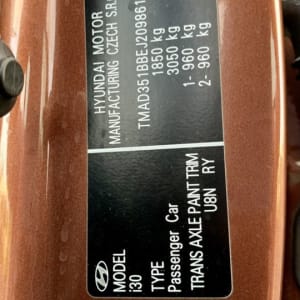 HYUNDAI MOTOR
MANUFACTURING CZECH S.R.
TMAD351BBEJ209861
1850 kg
3050 kg
1- 960 kg
2- 960 kg
MODEL
i30
TYPE
Passenger Car
TRANS AXLE PAINT TRIM
U8N RY